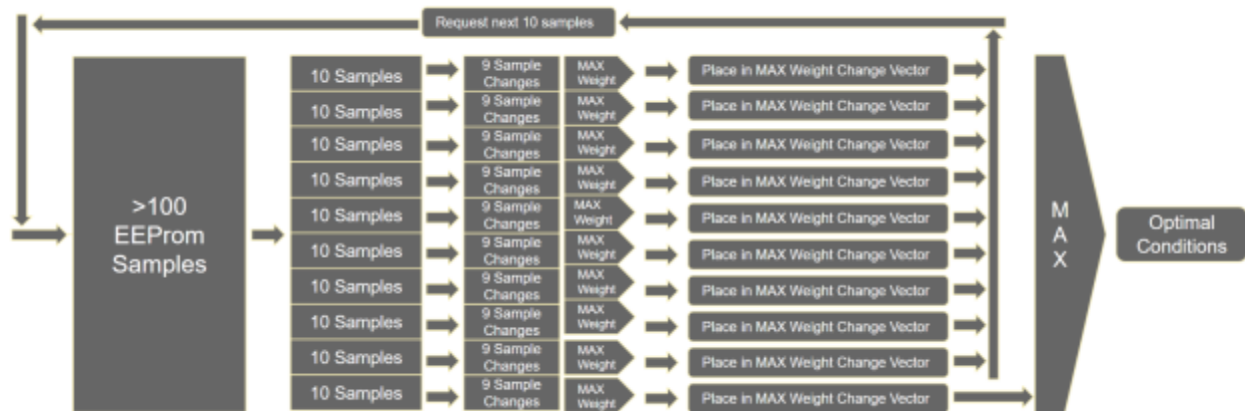 Request next 10 samples
>100
EEProm
Samples
10 Samples
9 Sample
Changes
MAX
Weight
Place in MAX Weight Change Vector
10 Samples
9 Sample
Changes
MAX
Weight
Place in MAX Weight Change Vector
10 Samples
9 Sample
Changes
MAX
Weight
Place in MAX Weight Change Vector
10 Samples
9 Sample
Changes
MAX
Weight
Place in MAX Weight Change Vector
10 Samples
9 Sample
Changes
MAX
Weight
Place in MAX Weight Change Vector
10 Samples
9 Sample
Changes
MAX
Weight
Place in MAX Weight Change Vector
10 Samples
9 Sample
Changes
MAX
Weight
Place in MAX Weight Change Vector
10 Samples
9 Sample
Changes
MAX
Weight
Place in MAX Weight Change Vector
10 Samples
9 Sample
Changes
MAX
Weight
Place in MAX Weight Change Vector
10 Samples
9 Sample
Changes
MAX
Weight
Place in MAX Weight Change Vector
M
A
X
Optimal
Conditions